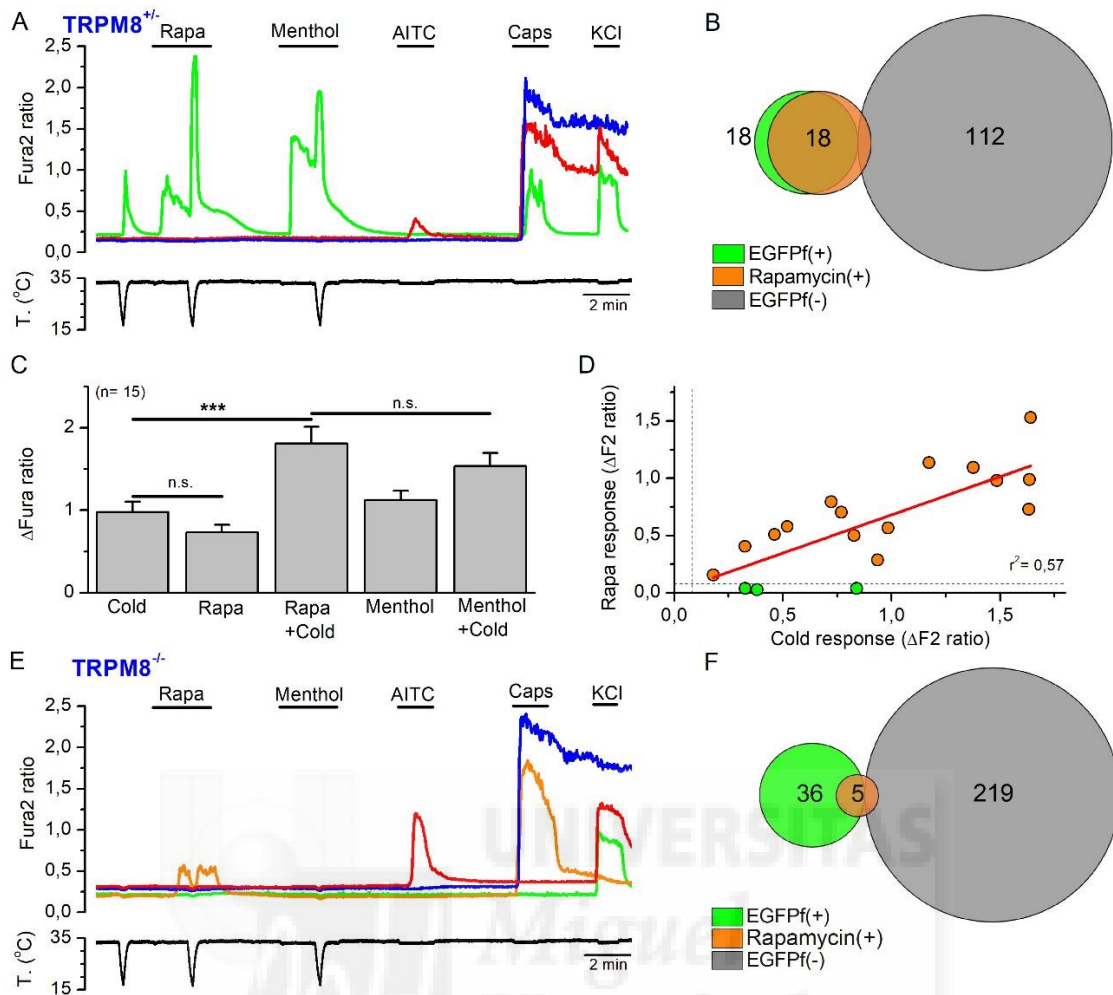 A
TRPM8+/-
Rapa
Menthol
AITC
Caps
KCl
2,5
2,0
1,5
1,0
0,5
0,0
Fura2 ratio
35
15
T. (°C)
2 min
B
18
18
112
EGFPf(+)
Rapamycin(+)
EGFPf(-)
C
(n= 15)
***
n.s.
n.s.
2
1
0
ΔFura ratio
Cold
Rapa
Rapa
+Cold
Menthol
Menthol
+Cold
D
1,5
1,0
0,5
0,0
Rapa response (ΔF2 ratio)
r²= 0,57
0,0
0,5
1,0
1,5
Cold response (ΔF2 ratio)
E
TRPM8-/-
Rapa
Menthol
AITC
Caps
KCl
2,5
2,0
1,5
1,0
0,5
0,0
Fura2 ratio
35
15
T. (°C)
2 min
UNIVERSITAS
Miguel
F
36
5
219
EGFPf(+)
Rapamycin(+)
EGFPf(-)